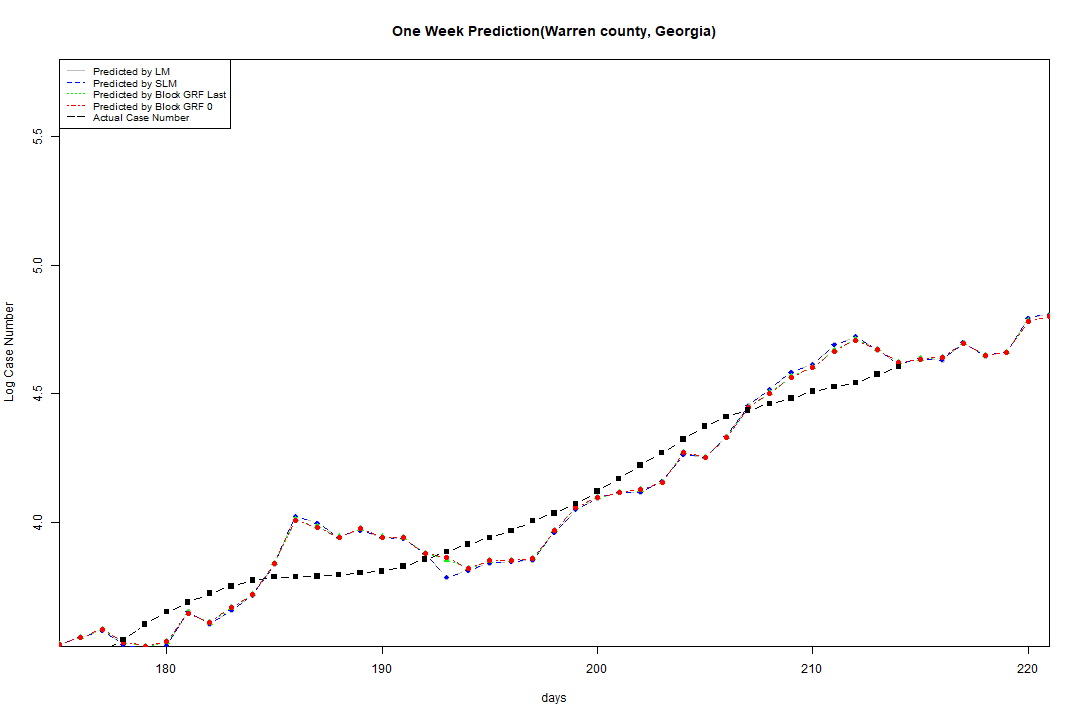 One Week Prediction(Warren county, Georgia)
Predicted by LM
Predicted by SLM
Predicted by Block GRF Last
Predicted by Block GRF 0
Actual Case Number
5.5
5.0
4.5
4.0
Log Case Number
180
190
200
210
220
days